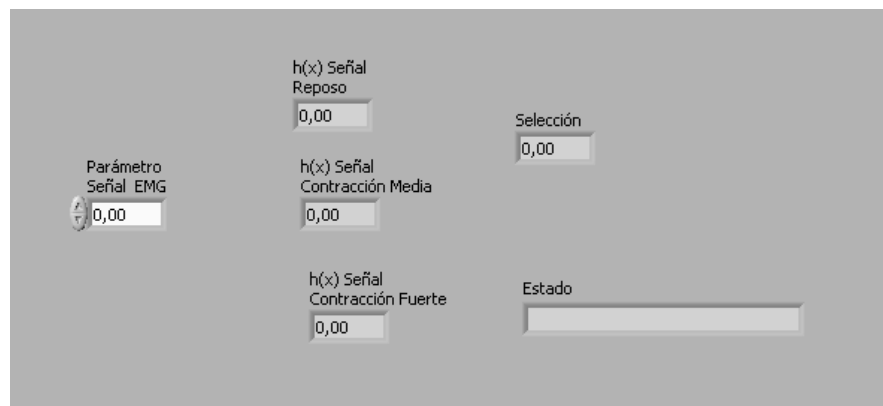 h(x) Señal
Reposo
0,00
Selección
0,00
Parámetro
Señal EMG
0,00
h(x) Señal
Contracción Media
0,00
h(x) Señal
Contracción Fuerte
0,00
Estado